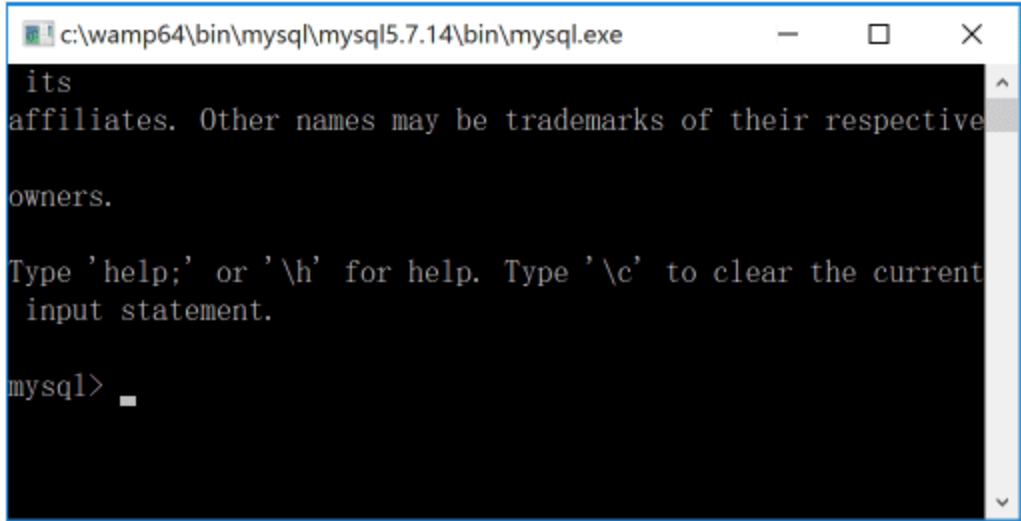 c:\wamp64\bin\mysql\mysql5.7.14\bin\mysql.exe
its
affiliates. Other names may be trademarks of their respective
owners.
Type 'help;' or '\h' for help. Type '\c' to clear the current
input statement.
mysql>